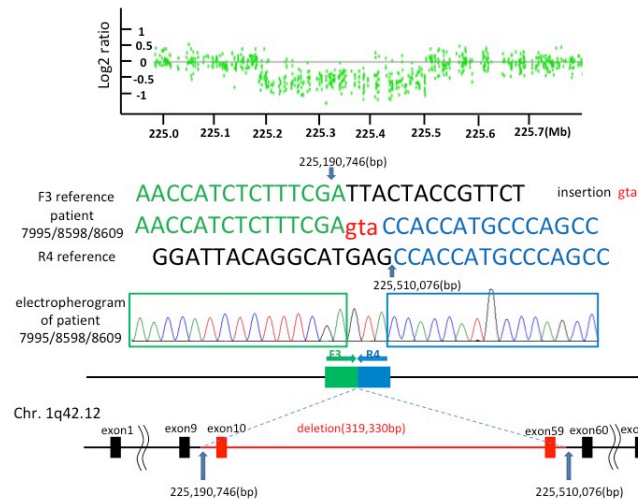 Log2 ratio
1
0.5
0
-0.5
-1
225.0 225.1 225.2 225.3 225.4 225.5 225.6 225.7(Mb)
225,190,746(bp)
F3 reference AACCATCTCTTTCGATTACTACCGTTCT insertion gta
patient
7995/8598/8609 AACCATCTCTTTCGAgtaCCACCATGCCCAGCC
R4 reference GGATTACAGGCATGAGCCACCATGCCCAGCC
225,510,076(bp)
electropherogram
of patient
7995/8598/8609
F3 R4
Chr. 1q42.12
exon1 exon9 exon10 deletion(319,330bp) exon59 exon60 exo
225,190,746(bp) 225,510,076(bp)